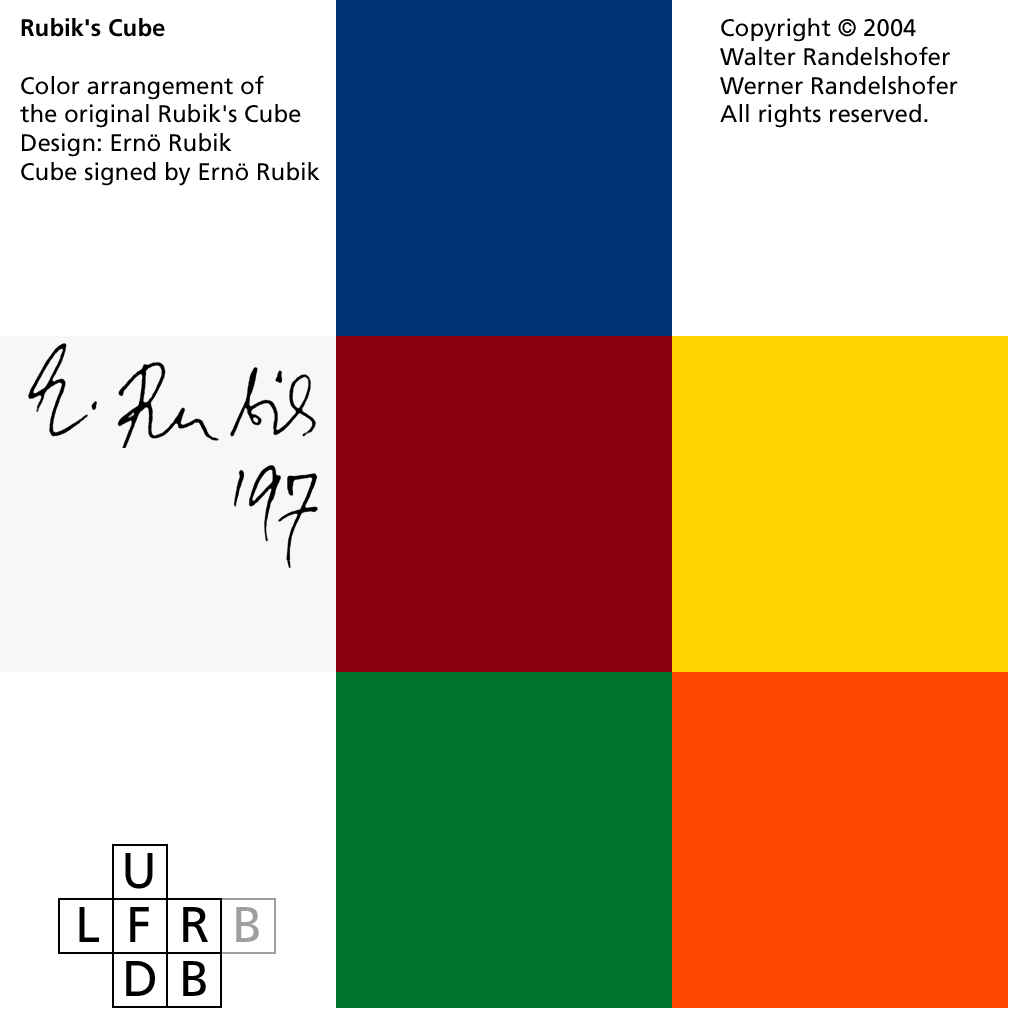 Rubik's Cube
Color arrangement of
the original Rubik's Cube
Design: Ernö Rubik
Cube signed by Ernö Rubik
Copyright © 2004
Walter Randelshofer
Werner Randelshofer
All rights reserved.
E. Rubik
197
U
L F R B
D B